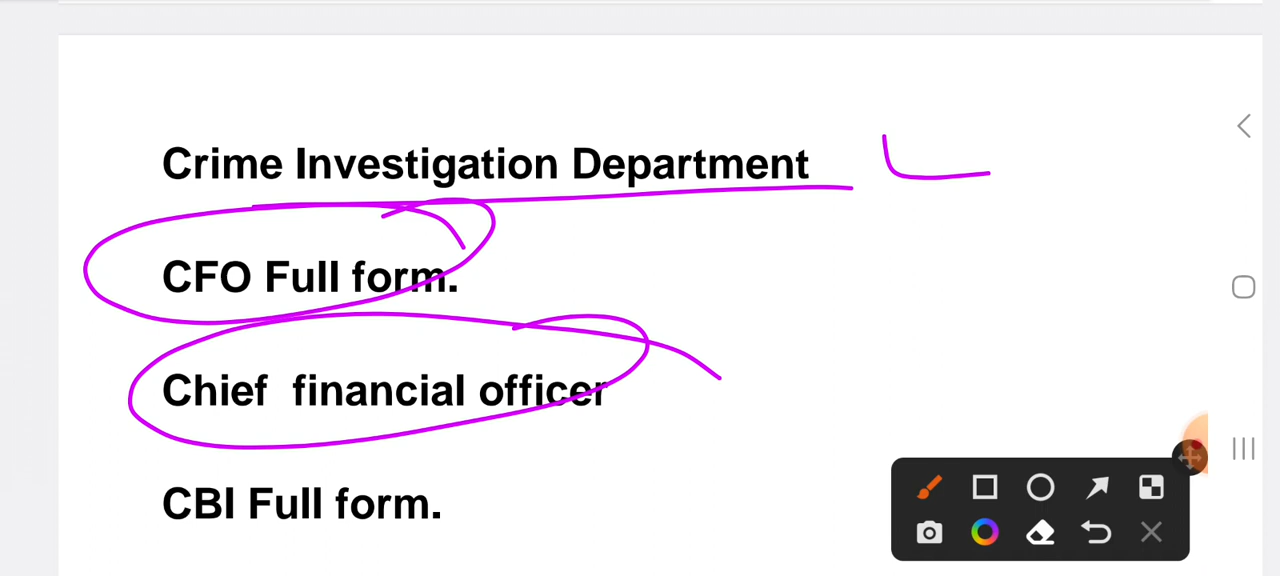 Crime Investigation Department
CFO Full form.
Chief  financial officer
CBI Full form.